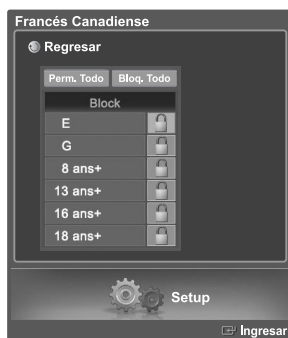 Francés Canadiense
Regresar
Perm. Todo Bloq. Todo
Block
E
G
8 ans+
13 ans+
16 ans+
18 ans+
Setup
Ingresar